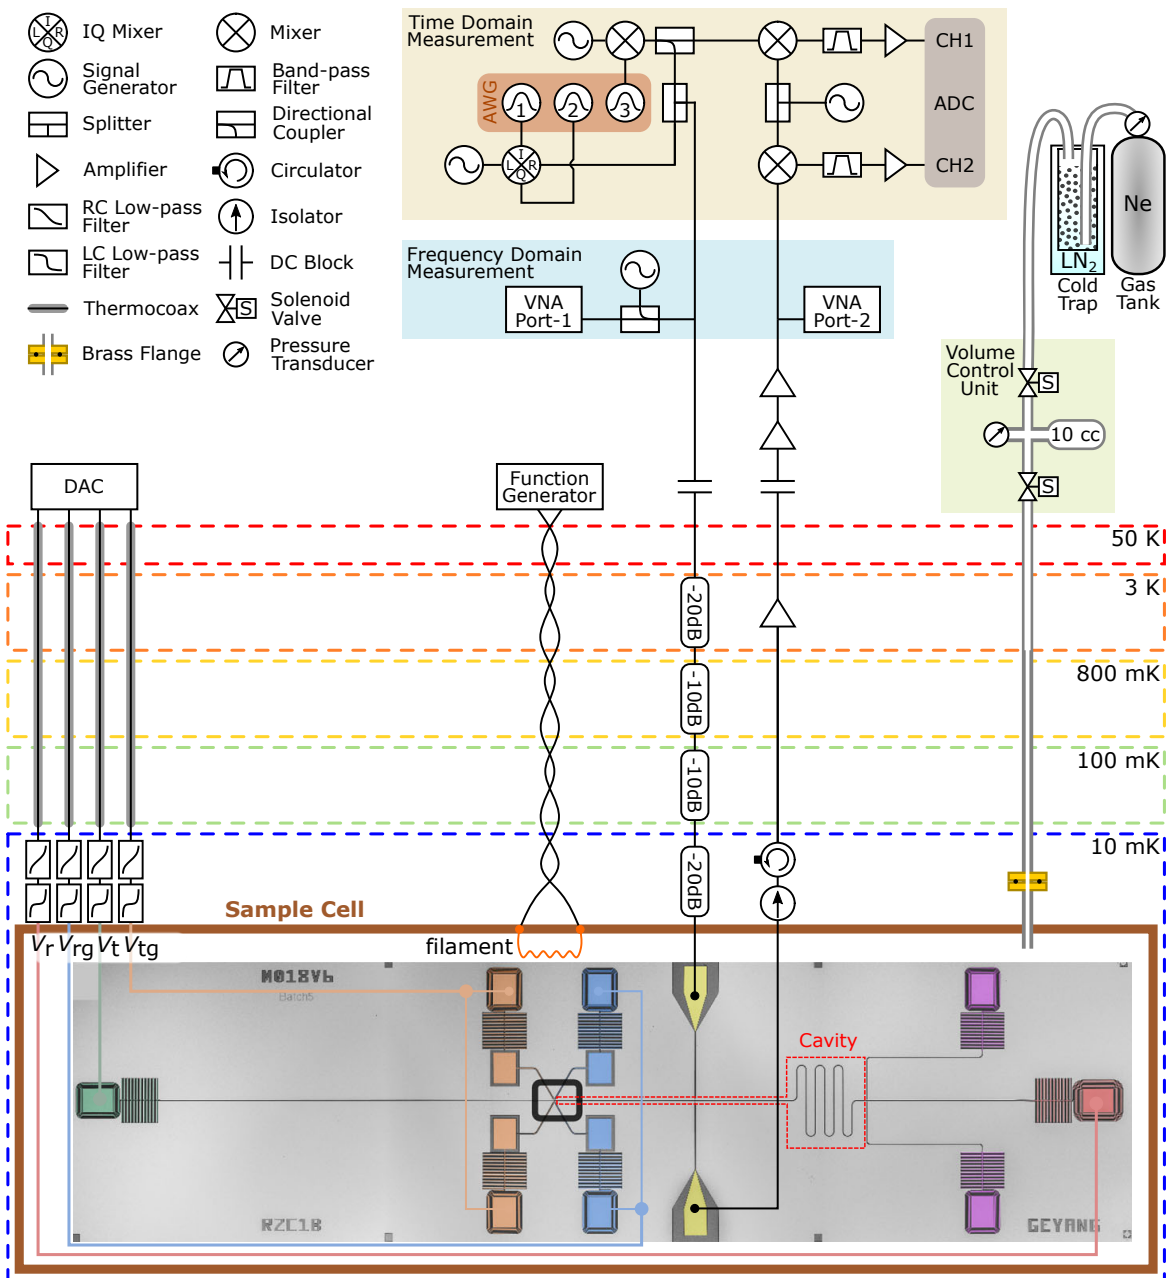 IQ Mixer
Mixer
Signal
Generator
Band-pass
Filter
Splitter
Directional
Coupler
Amplifier
Circulator
RC Low-pass
Filter
Isolator
LC Low-pass
Filter
DC Block
Thermocoax
Solenoid
Valve
S
Brass Flange
Pressure
Transducer
I
L R
Q
Time Domain
Measurement
AWG
1 2 3
I
L R
Q
CH1
ADC
CH2
Frequency Domain
Measurement
VNA
Port-1
VNA
Port-2
Ne
LN2
Cold
Trap
Gas
Tank
Volume
Control
Unit
S
10 cc
S
DAC
Function
Generator
50 K
3 K
800 mK
100 mK
10 mK
-20dB
-10dB
-10dB
-20dB
Sample Cell
filament
Vr Vrg Vt Vtg
M018V6
Batch5
Cavity
RZC18
GEYANG